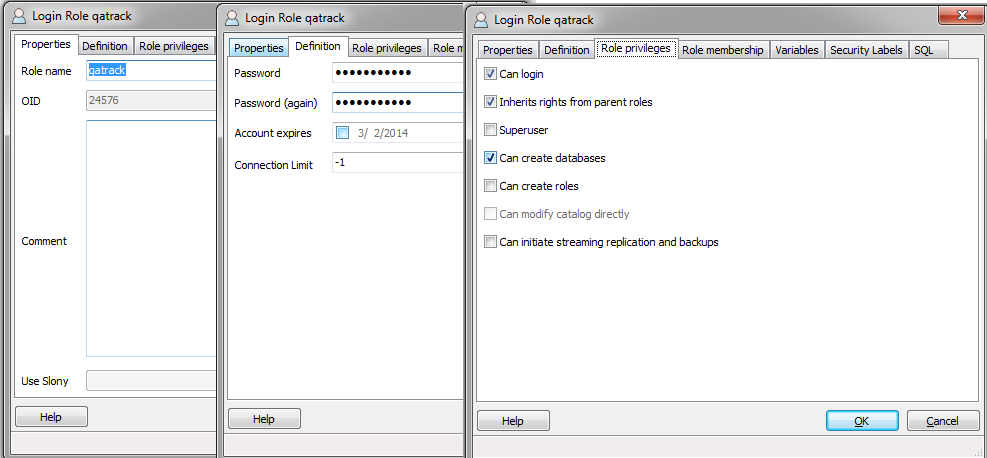 Login Role qatrack
Properties
Definition
Role privileges
Role name
qatrack
OID
24576
Comment
Use Slony
Help
Login Role qatrack
Properties
Definition
Role privileges
Role m
Password
●●●●●●●●●●●
Password (again)
●●●●●●●●●●●
Account expires
3/ 2/2014
Connection Limit
-1
Help
Login Role qatrack
Properties
Definition
Role privileges
Role membership
Variables
Security Labels
SQL
Can login
Inherits rights from parent roles
Superuser
Can create databases
Can create roles
Can modify catalog directly
Can initiate streaming replication and backups
Help
OK
Cancel